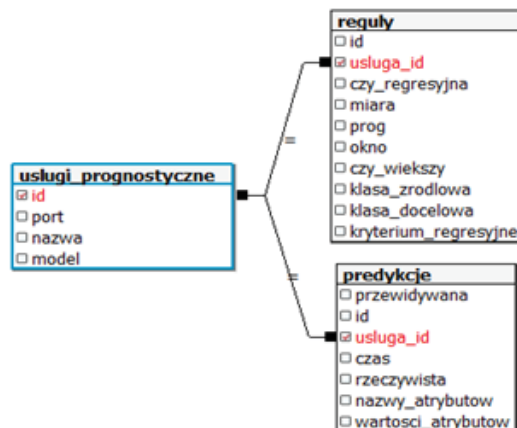 reguly
id
usluga_id
czy_regresyjna
miara
prog
okno
czy_wiekszy
klasa_zrodlowa
klasa_docelowa
kryterium_regresyjne
=
uslugi_prognostyczne
id
port
nazwa
model
=
predykcje
przewidywana
id
usluga_id
czas
rzeczywista
nazwy_atrybutow
wartosci_atrybutow